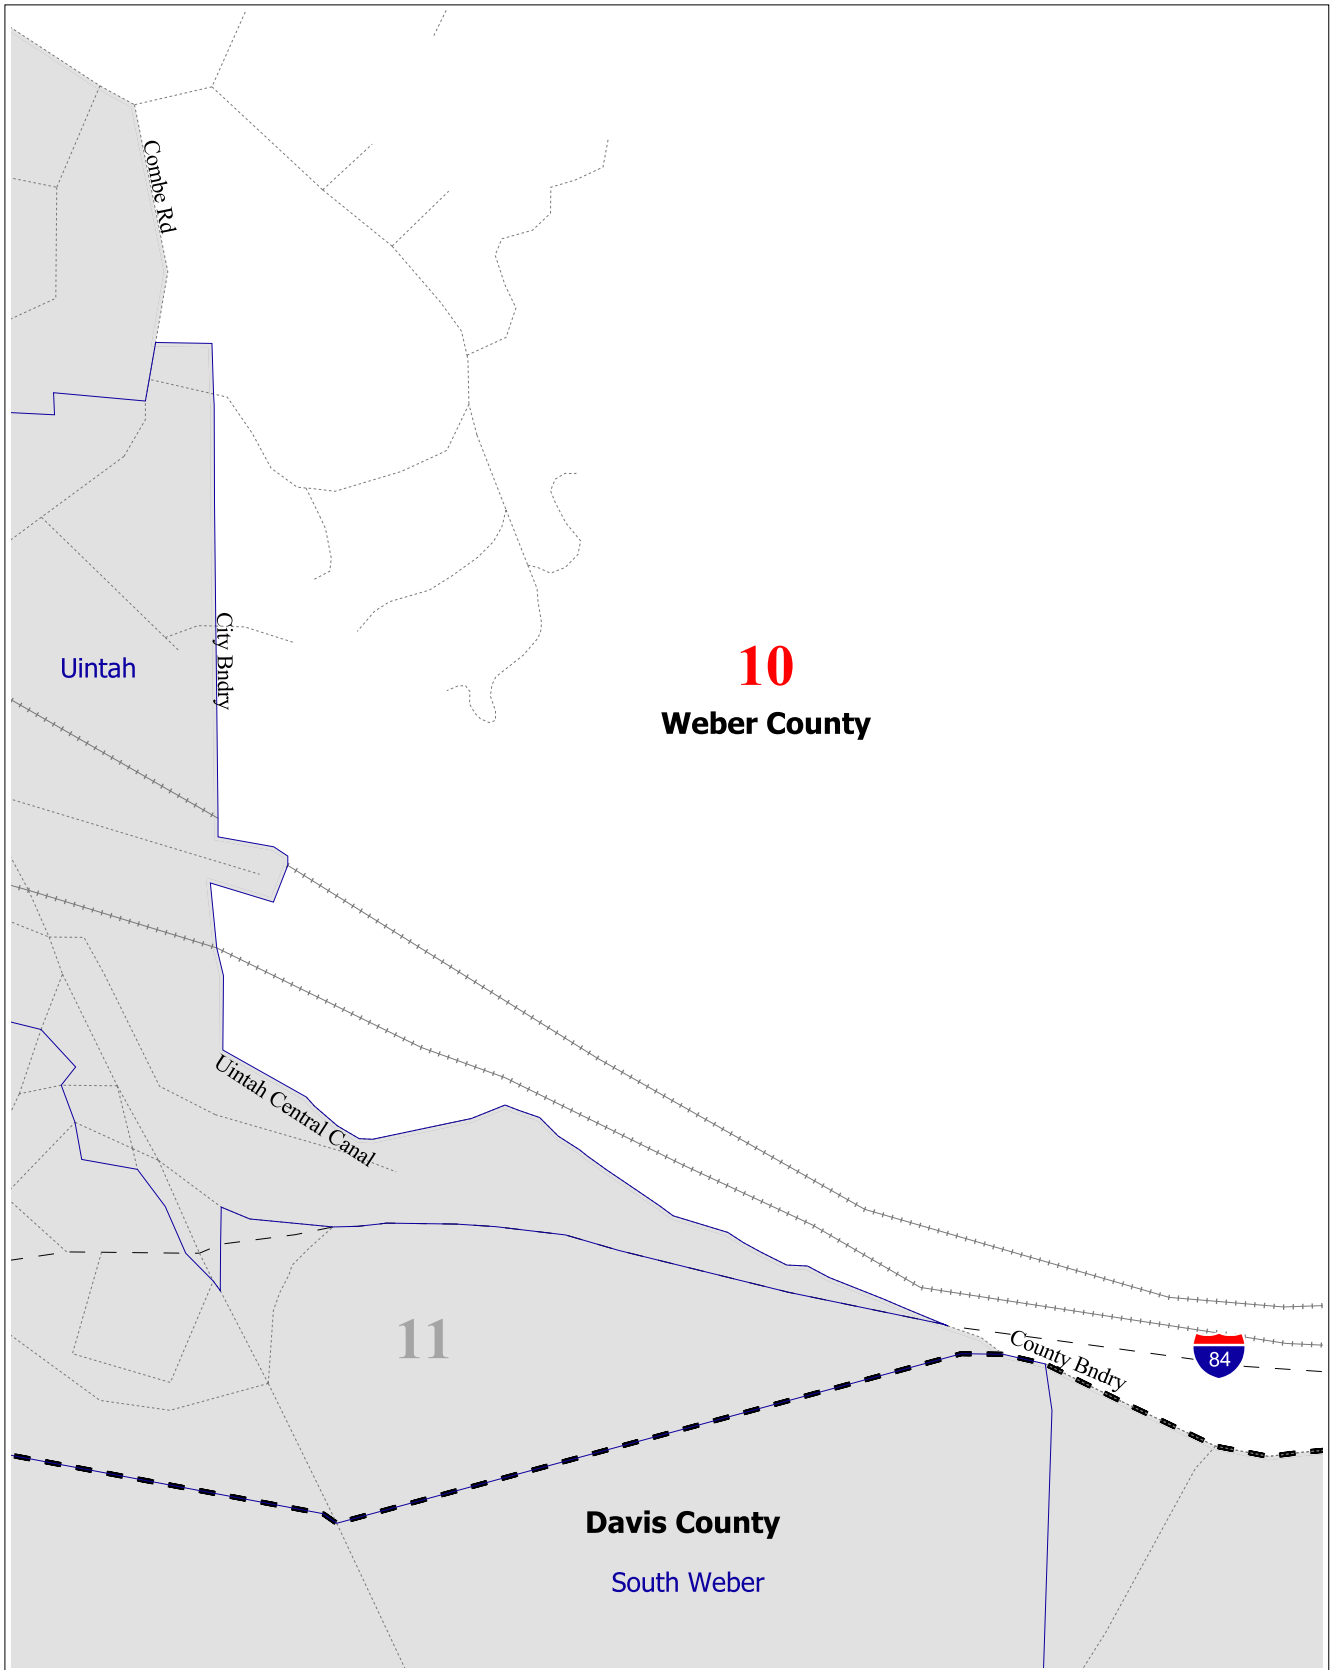 Combe Rd
City Bndry
Uintah
10
Weber County
Uintah Central Canal
11
County Bndry
84
Davis County
South Weber